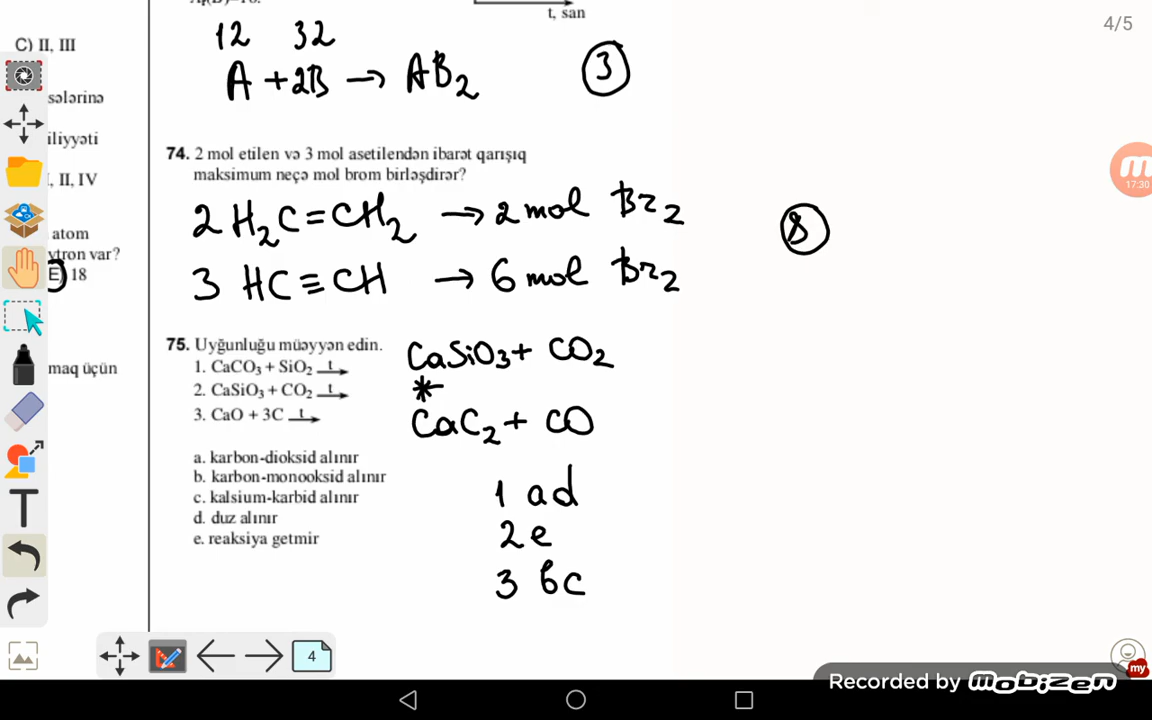 t, san
4/5
C) II, III
12 32
A + 2B → AB2
3
sələrinə
iliyyəti
, II, IV
atom
ytron var?
E) 18
maq üçün
74. 2 mol etilen və 3 mol asetilendən ibarət qarışıq
maksimum neçə mol brom birləşdirər?
2 H2C=CH2 → 2 mol Br2
8
3 HC≡CH → 6 mol Br2
75. Uyğunluğu müəyyən edin.
1. CaCO3 + SiO2 t→ CaSiO3 + CO2
2. CaSiO3 + CO2 t→ *
3. CaO + 3C t→ CaC2 + CO
a. karbon-dioksid alınır
b. karbon-monooksid alınır
c. kalsium-karbid alınır
d. duz alınır
e. reaksiya getmir
1 ad
2 e
3 bc
17:30
T
4
my
Recorded by mobizen